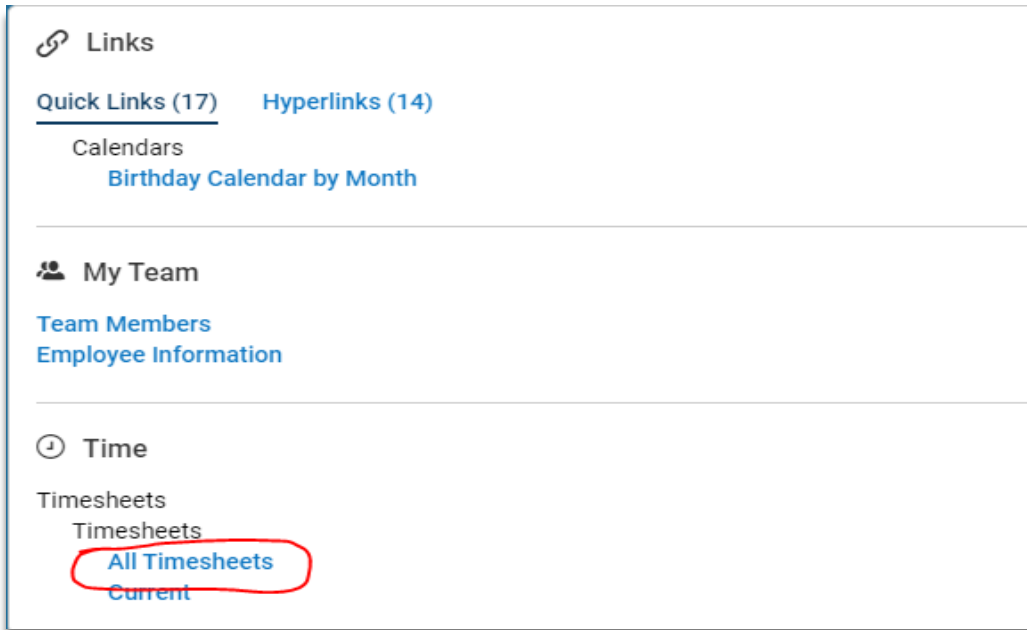 Links
Quick Links (17) Hyperlinks (14)
Calendars
Birthday Calendar by Month
My Team
Team Members
Employee Information
Time
Timesheets
Timesheets
All Timesheets
Current